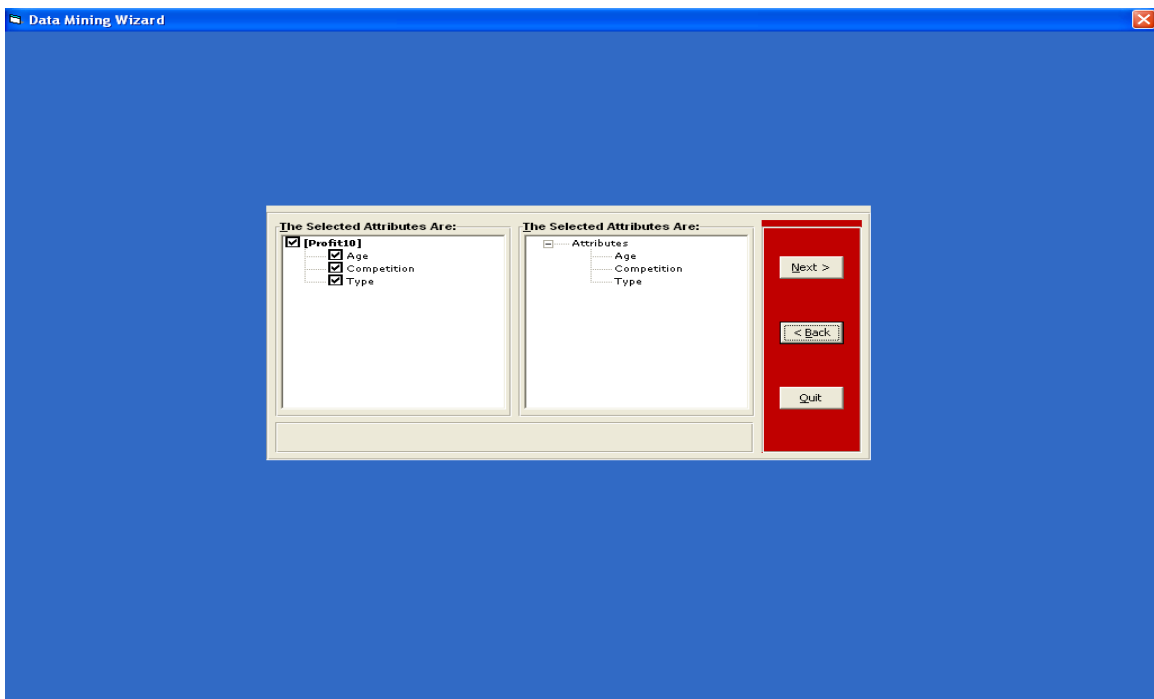 Data Mining Wizard
The Selected Attributes Are:
[Profit10]
Age
Competition
Type
The Selected Attributes Are:
Attributes
Age
Competition
Type
Next >
< Back
Quit